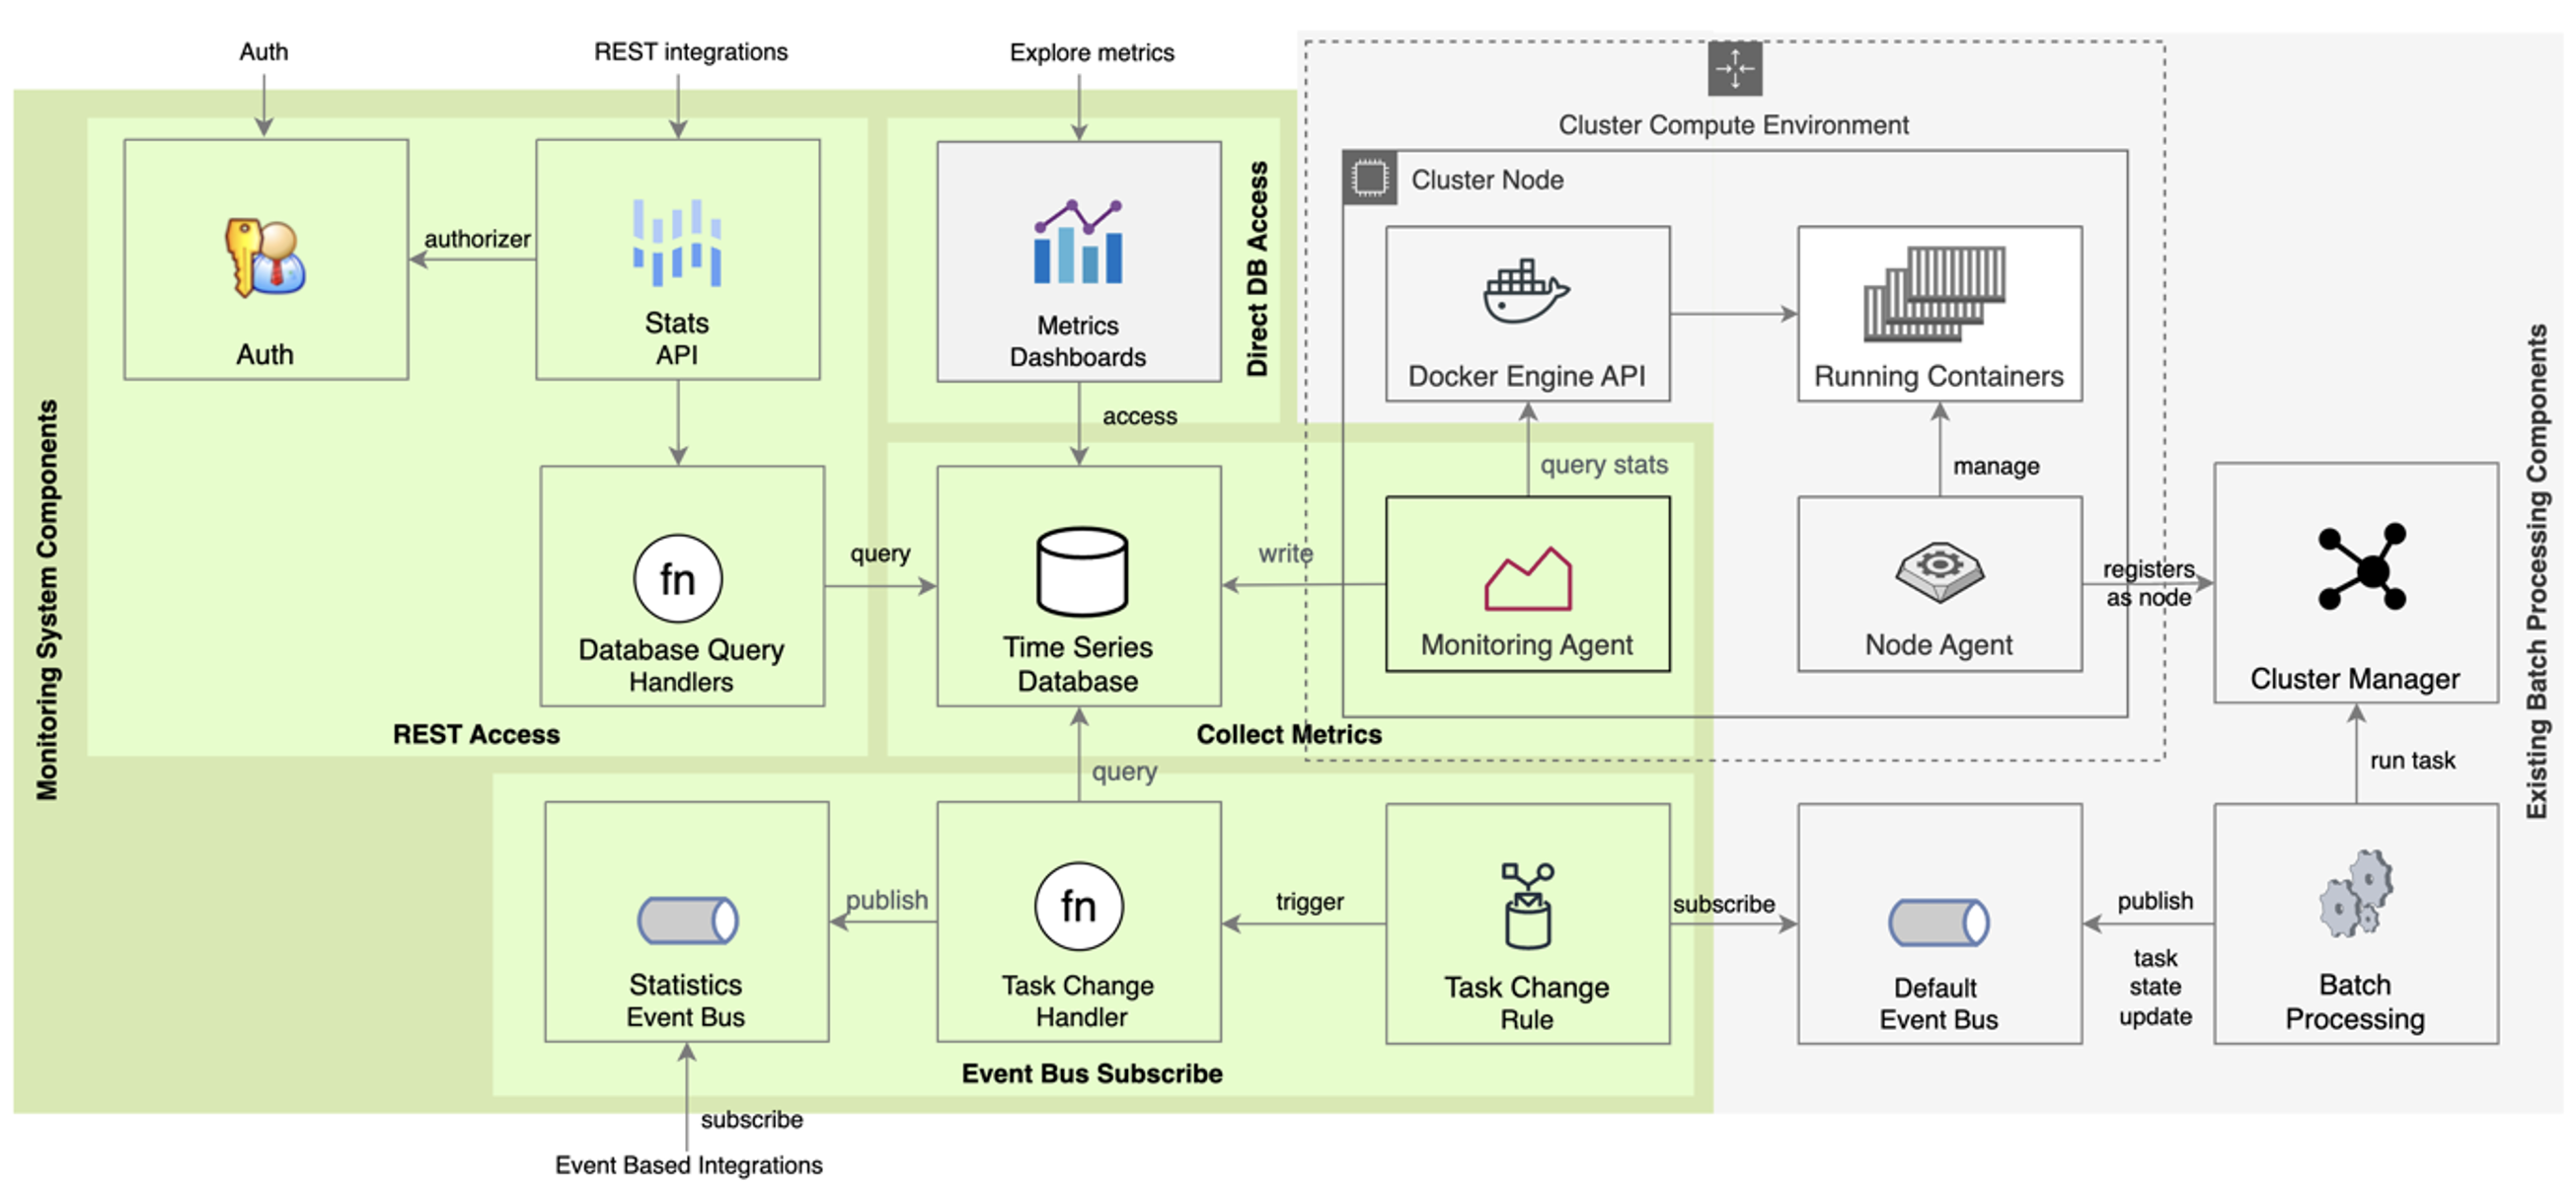 Auth
REST integrations
Explore metrics
Cluster Compute Environment
Cluster Node
authorizer
Auth
Stats
API
Metrics
Dashboards
Direct DB Access
Docker Engine API
Running Containers
access
query stats
manage
Monitoring System Components
Existing Batch Processing Components
fn
Database Query
Handlers
query
Time Series
Database
write
Monitoring Agent
Node Agent
registers
as node
Cluster Manager
REST Access
Collect Metrics
query
run task
Statistics
Event Bus
publish
fn
Task Change
Handler
trigger
Task Change
Rule
subscribe
Default
Event Bus
publish
task
state
update
Batch
Processing
Event Bus Subscribe
subscribe
Event Based Integrations